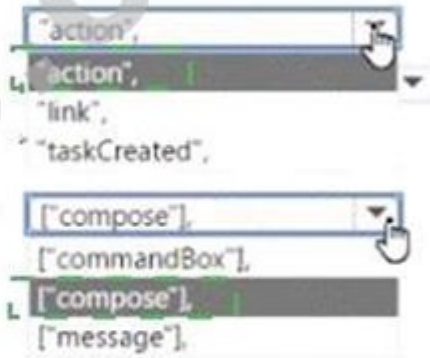 "action",
"action",
"link",
"taskCreated",
["compose"],
["commandBox"],
["compose"],
["message"],